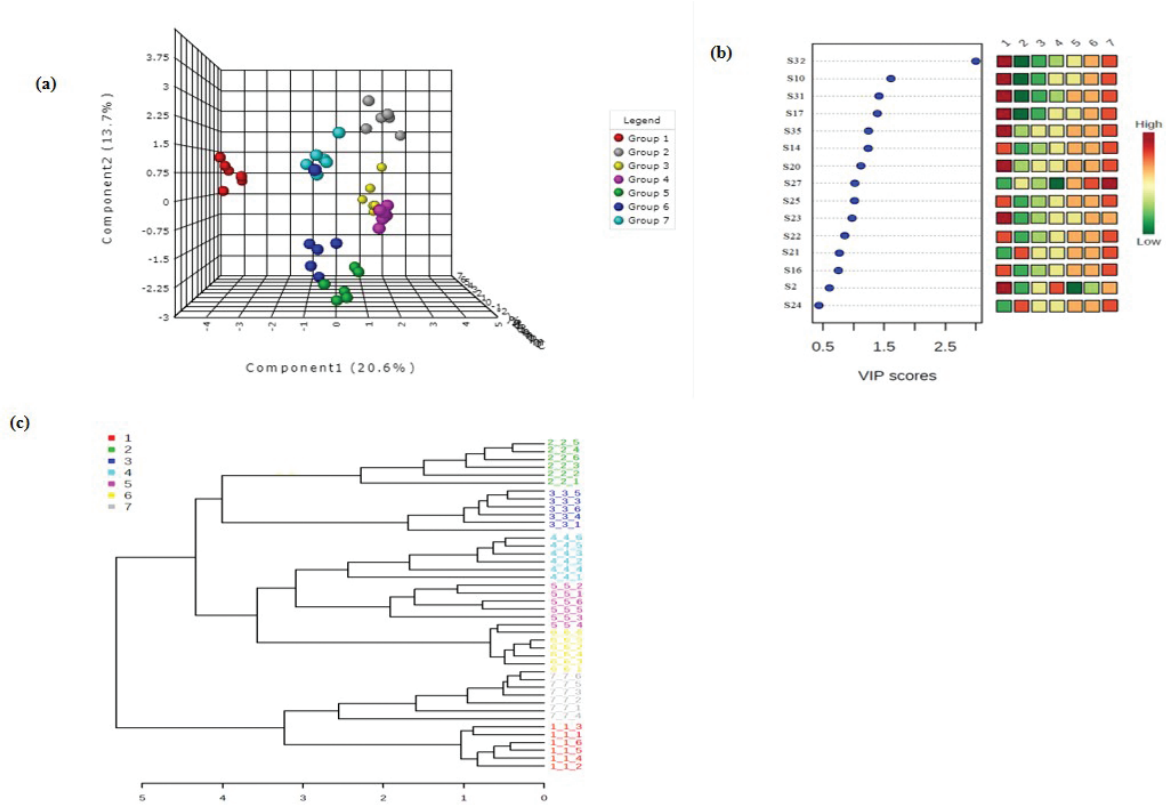 (a)
Component2 (13.7%)
3.75
3
2.25
1.5
0.75
0
-0.75
-1.5
-2.25
-3
-4
-3
-2
-1
0
1
2
3
4
5
Component1 (20.6%)
Legend
Group 1
Group 2
Group 3
Group 4
Group 5
Group 6
Group 7
(b)
1 2 3 4 5 6 7
S32
S10
S31
S17
S35
S14
S20
S27
S25
S23
S22
S21
S16
S2
S24
0.5 1.5 2.5
VIP scores
High
Low
(c)
1
2
3
4
5
6
7
2_2_5
2_2_4
2_2_6
2_2_3
2_2_2
2_2_1
3_3_5
3_3_3
3_3_6
3_3_4
3_3_1
4_4_6
4_4_5
4_4_3
4_4_2
4_4_4
4_4_1
5_5_2
5_5_1
5_5_6
5_5_5
5_5_3
5_5_4
7_7_6
7_7_5
7_7_3
7_7_2
7_7_1
7_7_4
1_1_3
1_1_1
1_1_6
1_1_5
1_1_4
1_1_2
5 4 3 2 1 0